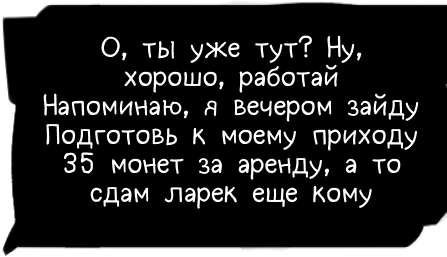 О, ты уже тут? Ну,
хорошо, работай
Напоминаю, я вечером зайду
Подготовь к моему приходу
35 монет за аренду, а то
сдам ларек еще кому